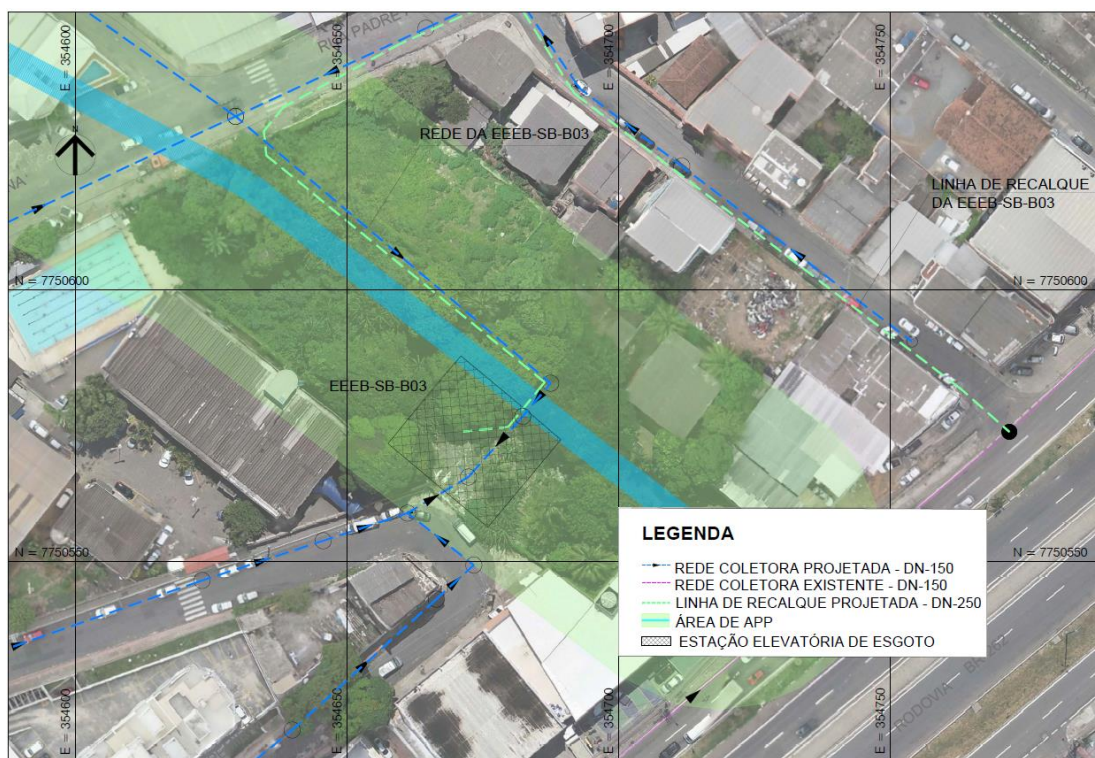 E = 354600
E = 354650
E = 354700
E = 354750
RUA PADRE
N
REDE DA EEEB-SB-B03
LINHA DE RECALQUE
DA EEEB-SB-B03
N = 7750600
N = 7750600
EEEB-SB-B03
LEGENDA
REDE COLETORA PROJETADA - DN-150
REDE COLETORA EXISTENTE - DN-150
LINHA DE RECALQUE PROJETADA - DN-250
ÁREA DE APP
ESTAÇÃO ELEVATÓRIA DE ESGOTO
N = 7750550
N = 7750550
E = 354600
E = 354650
E = 354700
E = 354750
RODOVIA